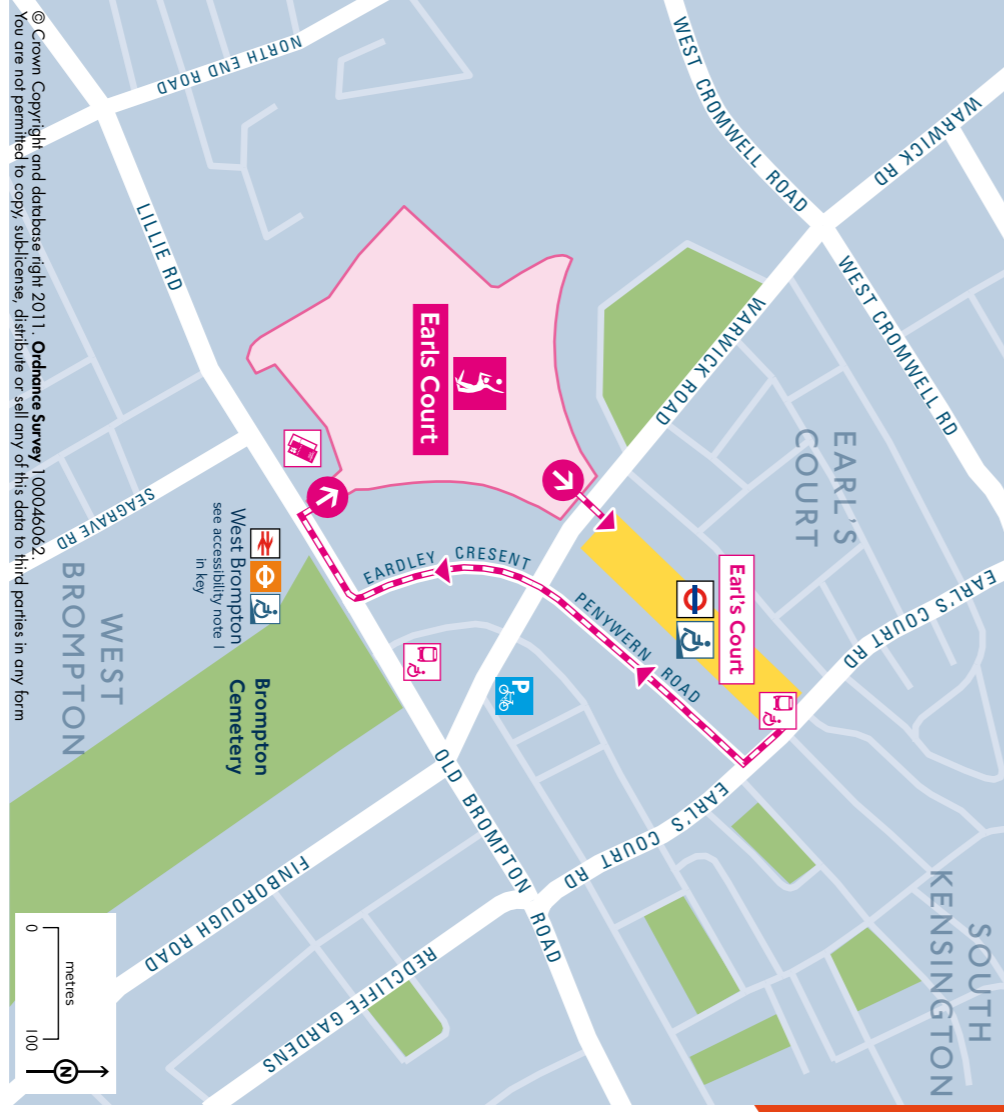 NORTH END ROAD
WEST CROMWELL ROAD
WARWICK RD
WEST CROMWELL RD
WARWICK ROAD
EARL'S
COURT
EARL'S COURT RD
LILLIE RD
Earls Court
Earl's Court
EARDLEY CRESENT
PENYWERN ROAD
P
SEAGRAVE RD
West Brompton
see accessibility note 1
in key
WEST
BROMPTON
Brompton
Cemetery
OLD BROMPTON ROAD
EARL'S COURT RD
FINBOROUGH ROAD
REDCLIFFE GARDENS
SOUTH
KENSINGTON
metres
0
100
N
© Crown Copyright and database right 2011. Ordnance Survey 100046062.
You are not permitted to copy, sub-license, distribute or sell any of this data to third parties in any form